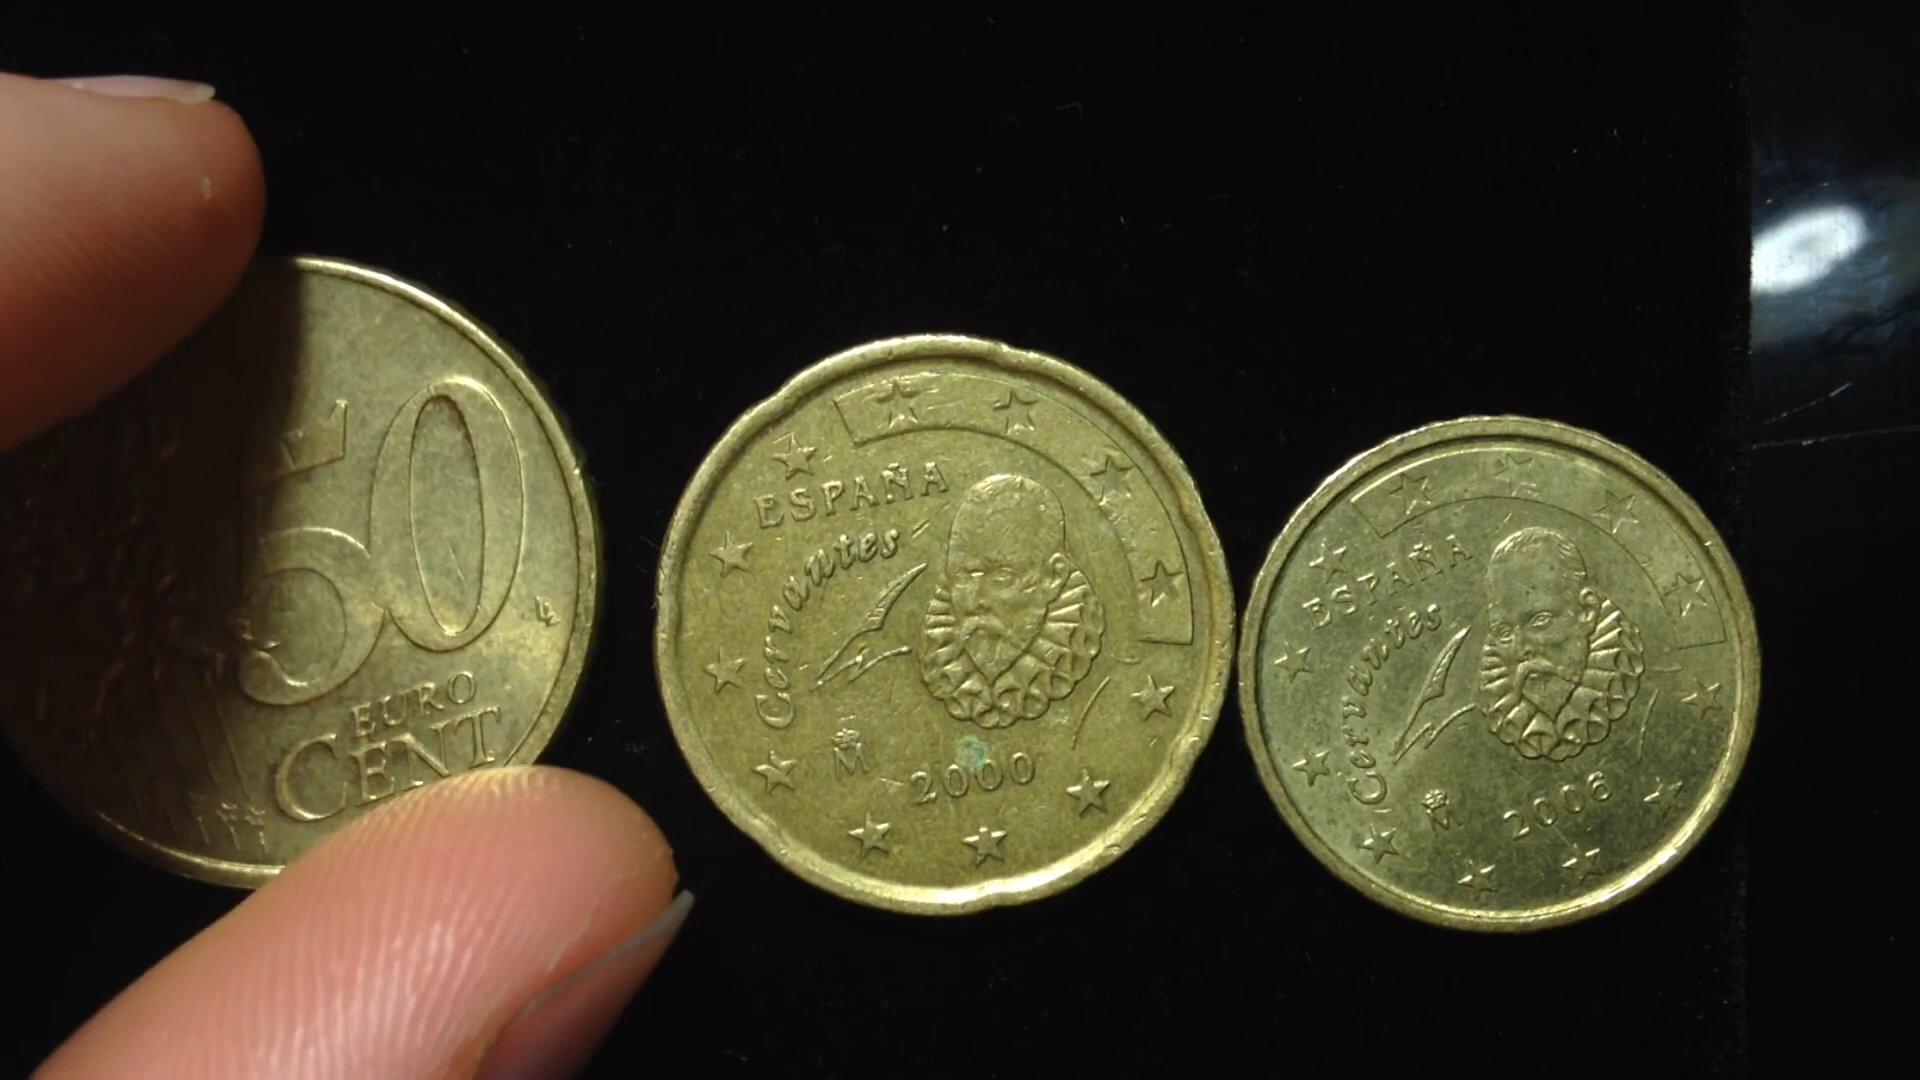 50
EURO
CENT
ESPAÑA
Cervantes
M
2000
ESPAÑA
Cervantes
M
2006